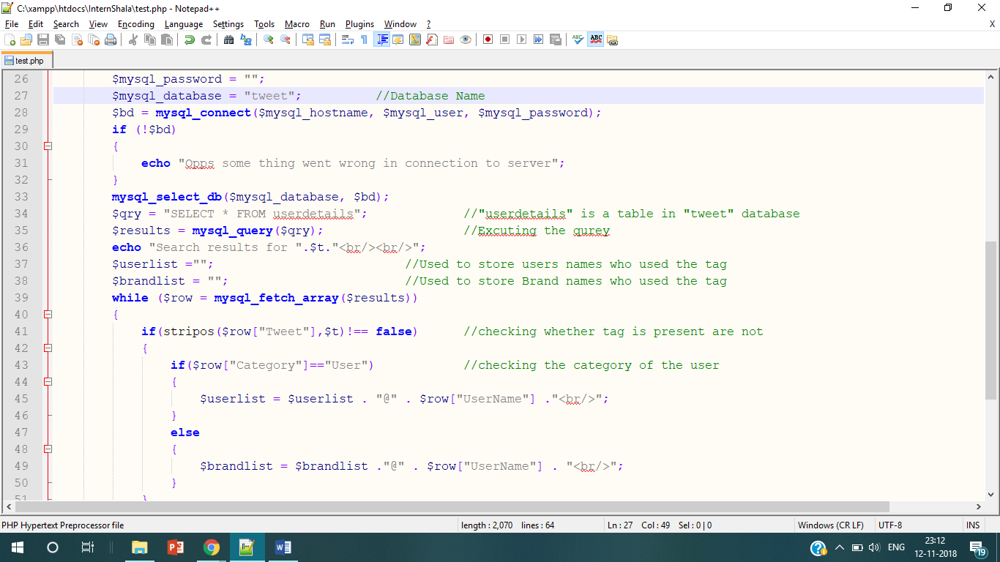 C:\xampp\htdocs\InternShala\test.php - Notepad++
File Edit Search View Encoding Language Settings Tools Macro Run Plugins Window ? X
test.php
26 $mysql_password = "";
27 $mysql_database = "tweet"; //Database Name
28 $bd = mysql_connect($mysql_hostname, $mysql_user, $mysql_password);
29 if (!$bd)
30 {
31 echo "Opps some thing went wrong in connection to server";
32 }
33 mysql_select_db($mysql_database, $bd);
34 $qry = "SELECT * FROM userdetails"; //"userdetails" is a table in "tweet" database
35 $results = mysql_query($qry); //Excuting the qurey
36 echo "Search results for ".$t."<br/><br/>";
37 $userlist =""; //Used to store users names who used the tag
38 $brandlist = ""; //Used to store Brand names who used the tag
39 while ($row = mysql_fetch_array($results))
40 {
41 if(stripos($row["Tweet"],$t)!== false) //checking whether tag is present are not
42 {
43 if($row["Category"]=="User") //checking the category of the user
44 {
45 $userlist = $userlist . "@" . $row["UserName"] ."<br/>";
46 }
47 else
48 {
49 $brandlist = $brandlist ."@" . $row["UserName"] . "<br/>";
50 }
51 }
PHP Hypertext Preprocessor file length : 2,070 lines : 64 Ln : 27 Col : 49 Sel : 0 | 0 Windows (CR LF) UTF-8 INS
ENG 23:12
12-11-2018
19